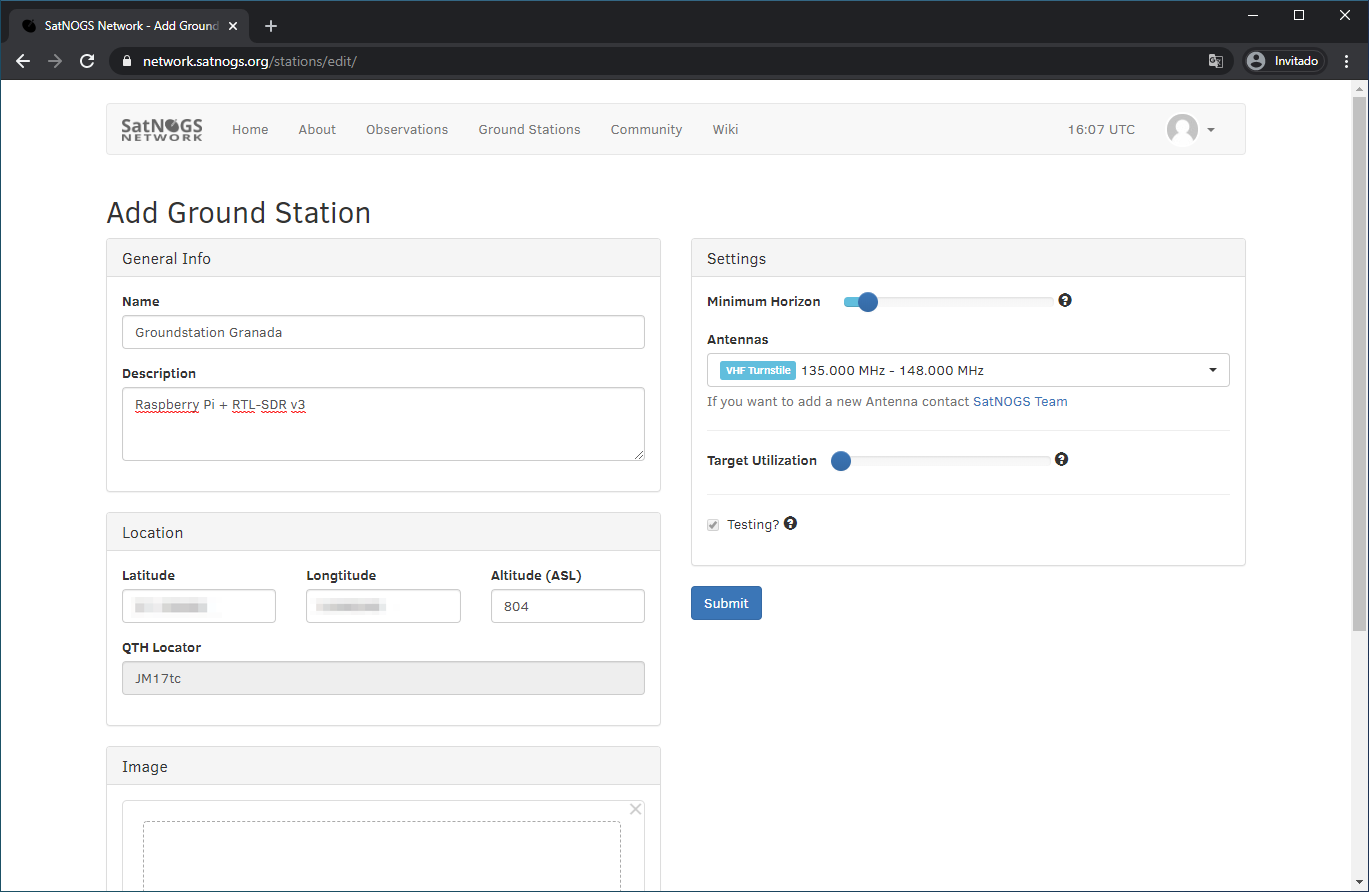 SatNOGS Network - Add Ground
network.satnogs.org/stations/edit/
Invitado
SatNOGS
NETWORK
Home
About
Observations
Ground Stations
Community
Wiki
16:07 UTC
Add Ground Station
General Info
Name
Groundstation Granada
Description
Raspberry Pi + RTL-SDR v3
Location
Latitude
Longtitude
Altitude (ASL)
804
QTH Locator
JM17tc
Image
Settings
Minimum Horizon
Antennas
VHF Turnstile 135.000 MHz - 148.000 MHz
If you want to add a new Antenna contact SatNOGS Team
Target Utilization
Testing?
Submit